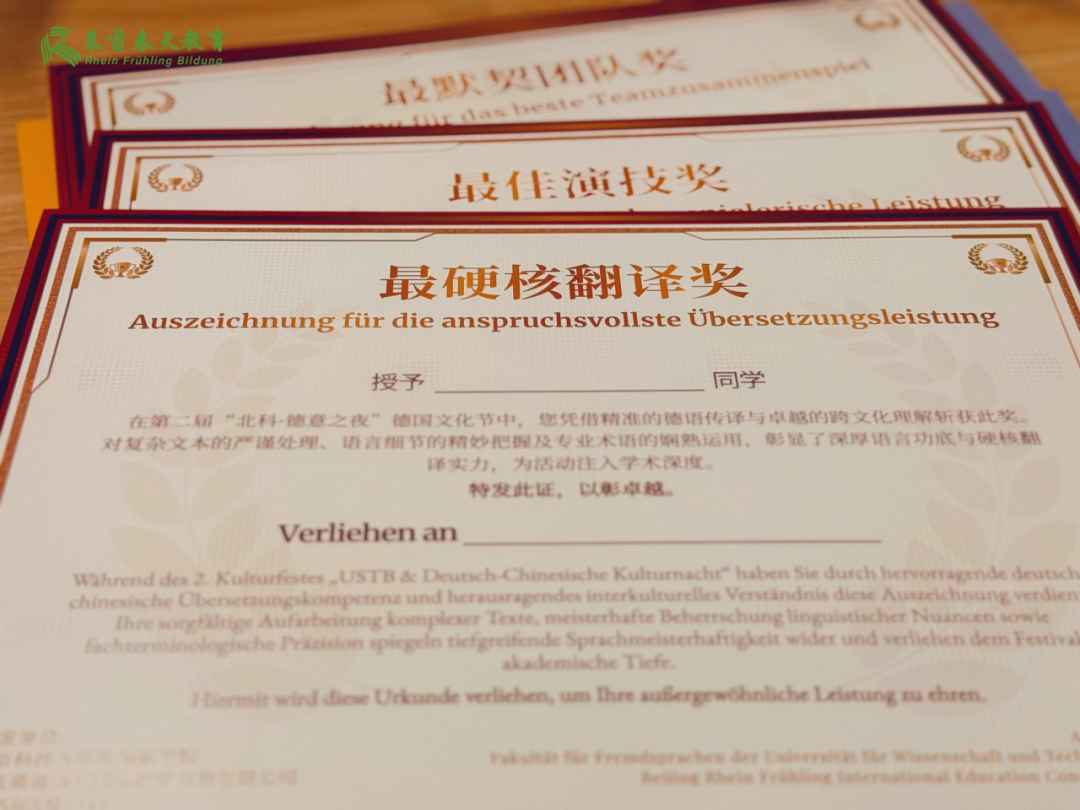 莱茵春天教育
Rhein Frühling Bildung
最默契团队奖
für das beste Teamzusammenspiel
最佳演技奖
Leistung
最硬核翻译奖
Auszeichnung für die anspruchsvollste Übersetzungsleistung
授予 同学
在第二届“北科·德意之夜”德国文化节中，您凭借精准的德语传译与卓越的跨文化理解斩获此奖。
对复杂文本的严谨处理、语言细节的精妙把握及专业术语的娴熟运用，彰显了深厚语言功底与硬核翻
译实力，为活动注入学术深度。
特发此证，以彰卓越。
Verliehen an
Während des 2. Kulturfestes „USTB & Deutsch-Chinesische Kulturnacht“ haben Sie durch hervorragende deutsch
chinesische Übersetzungskompetenz und herausragendes interkulturelles Verständnis diese Auszeichnung verdien
Ihre sorgfältige Aufarbeitung komplexer Texte, meisterhafte Beherrschung linguistischer Nuancen sowie
fachterminologische Präzision spiegeln tiefgreifende Sprachmeisterhaftigkeit wider und verliehen dem Festival
akademische Tiefe.
Hiermit wird diese Urkunde verliehen, um Ihre außergewöhnliche Leistung zu ehren.
Fakultät für Fremdsprachen der Universität für Wissenschaft und Tech
Beijing Rhein Frühling International Education Con